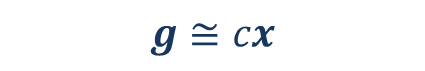 𝒈 ≅ 𝑐𝒙